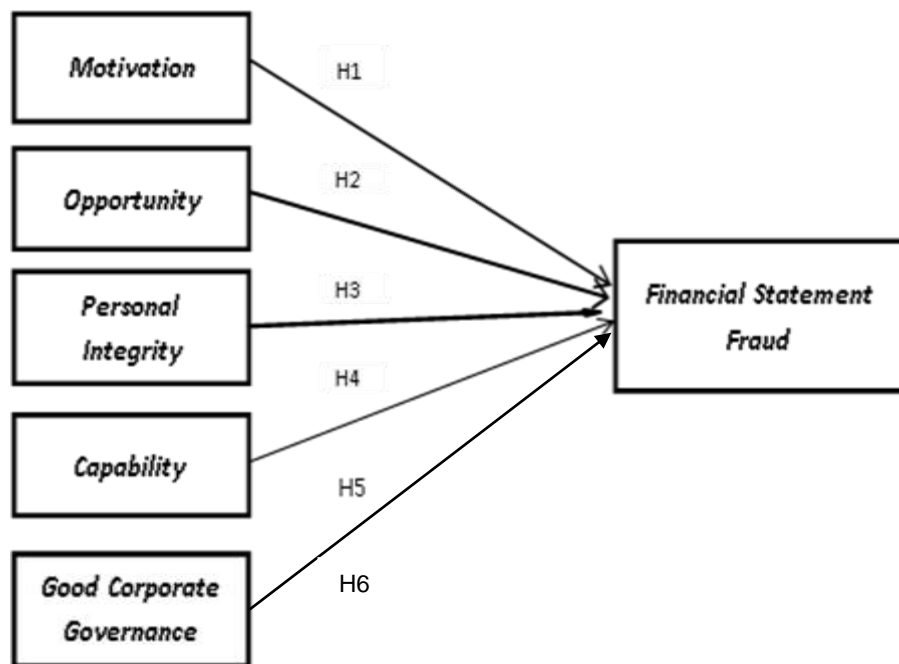 Motivation
H1
Opportunity
H2
Personal
Integrity
H3
Capability
H4
Good Corporate
Governance
H5
H6
Financial Statement
Fraud